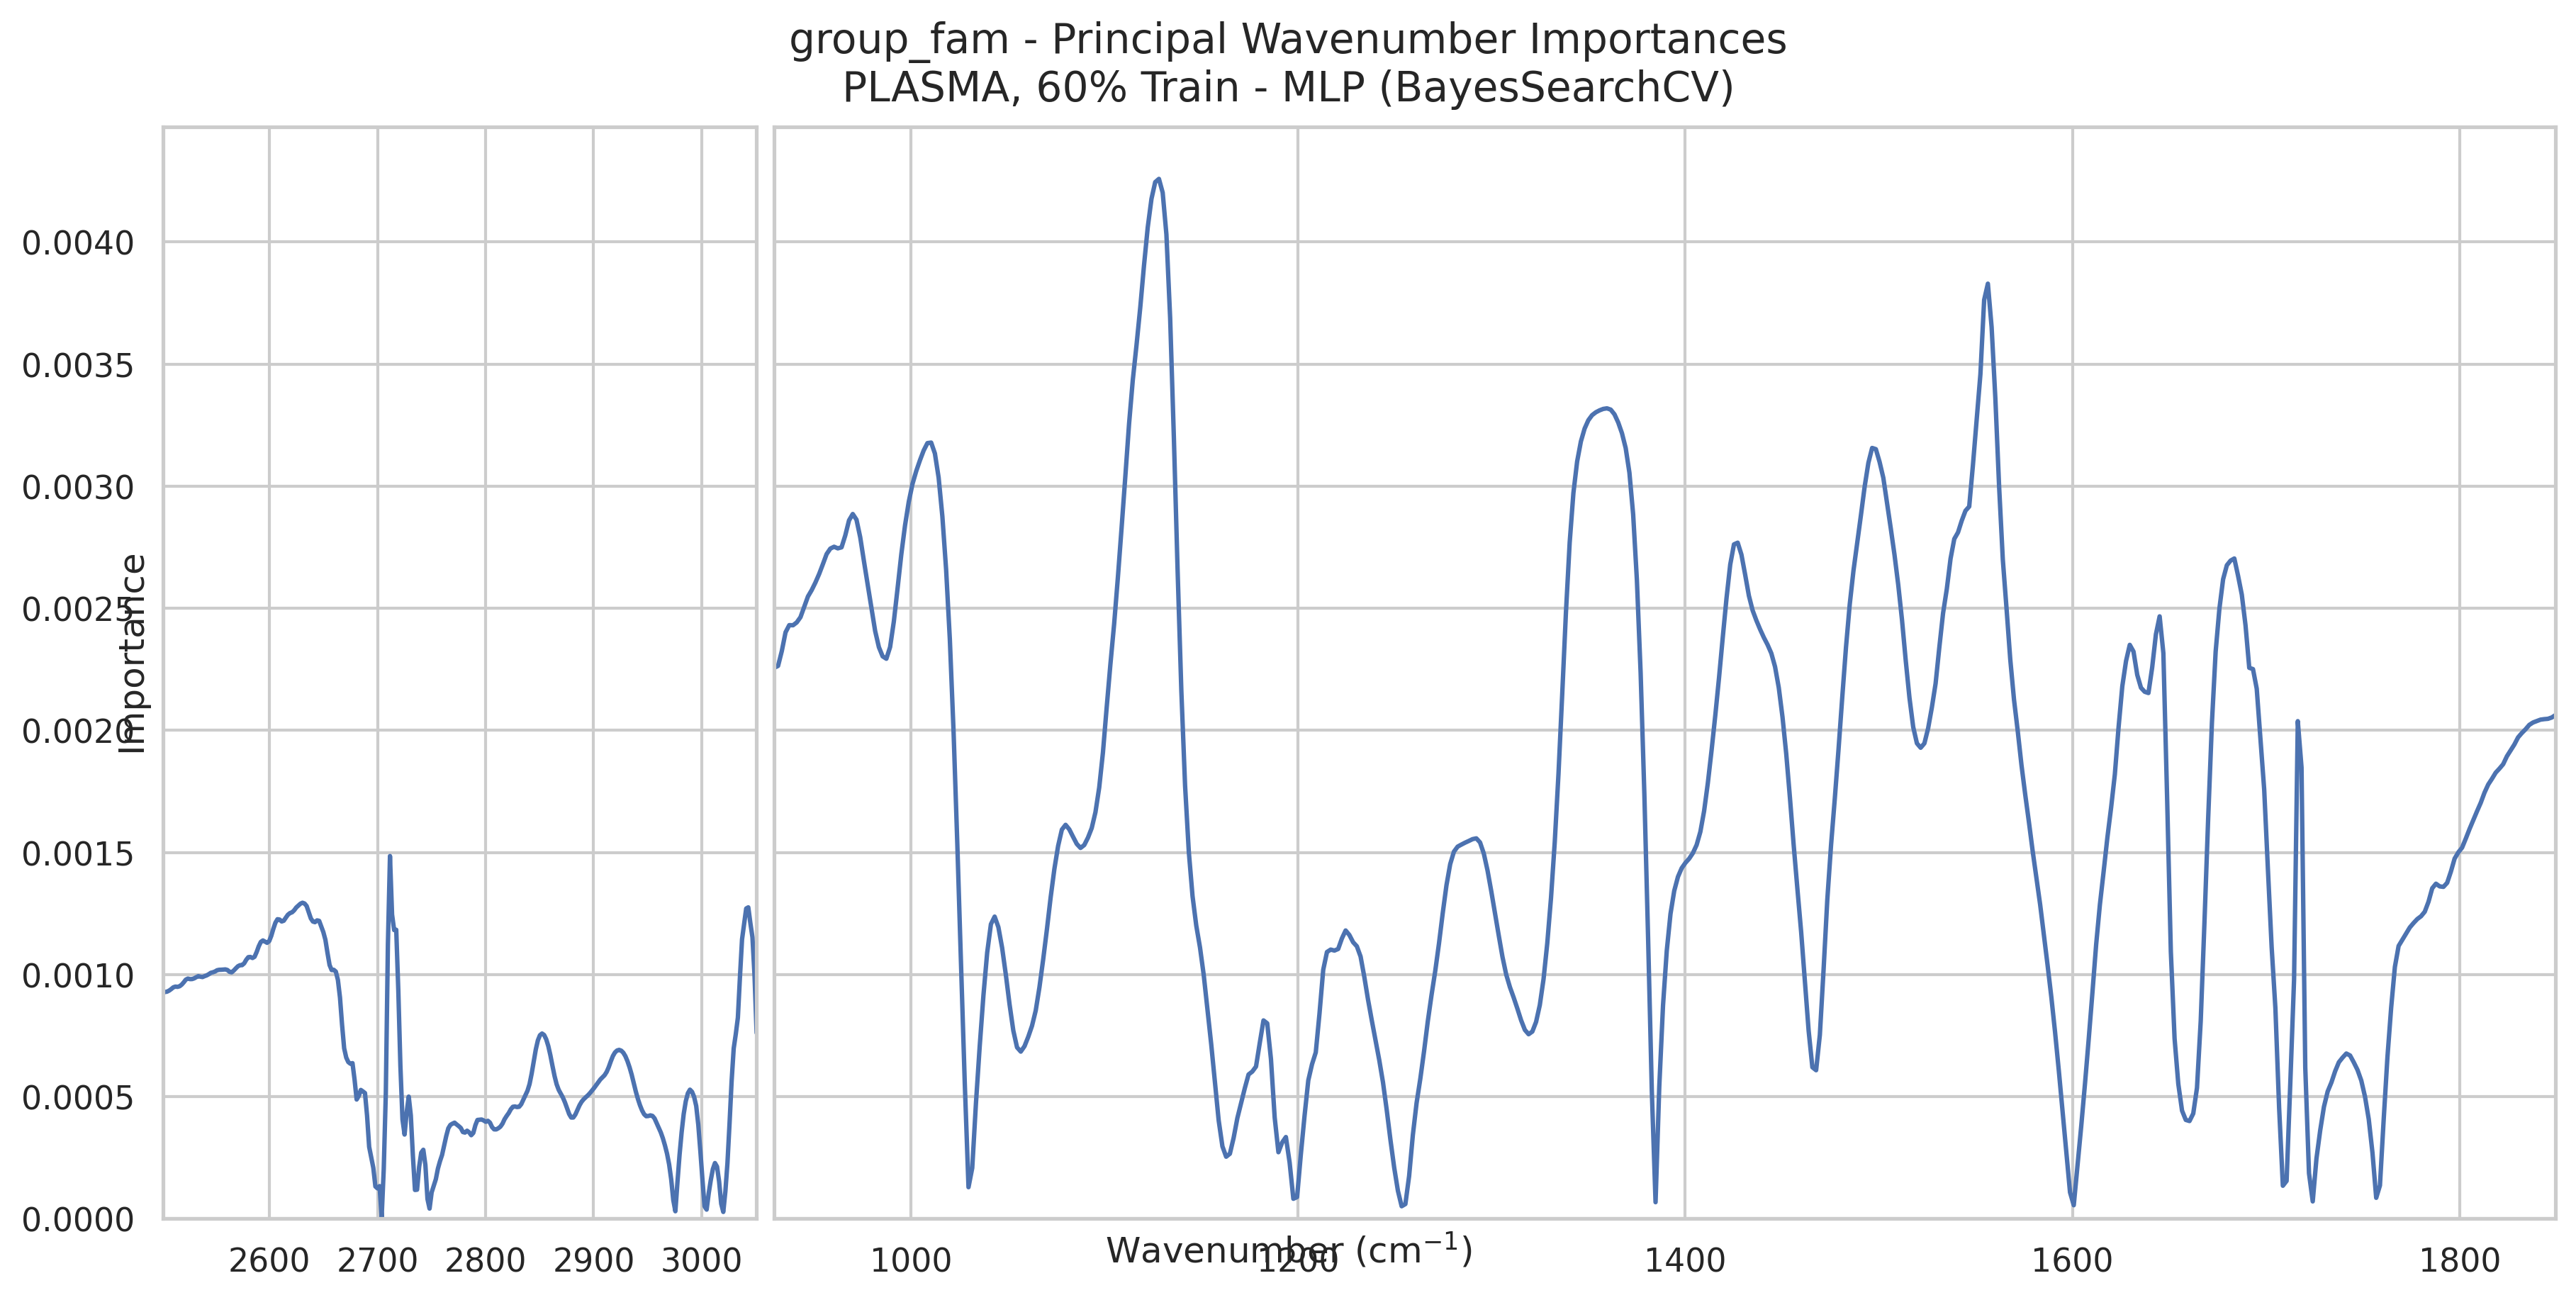 group_fam - Principal Wavenumber Importances
PLASMA, 60% Train - MLP (BayesSearchCV)
Importance
0.0040
0.0035
0.0030
0.0025
0.0020
0.0015
0.0010
0.0005
0.0000
2600 2700 2800 2900 3000 1000 1200 1400 1600 1800
Wavenumber (cm⁻¹)